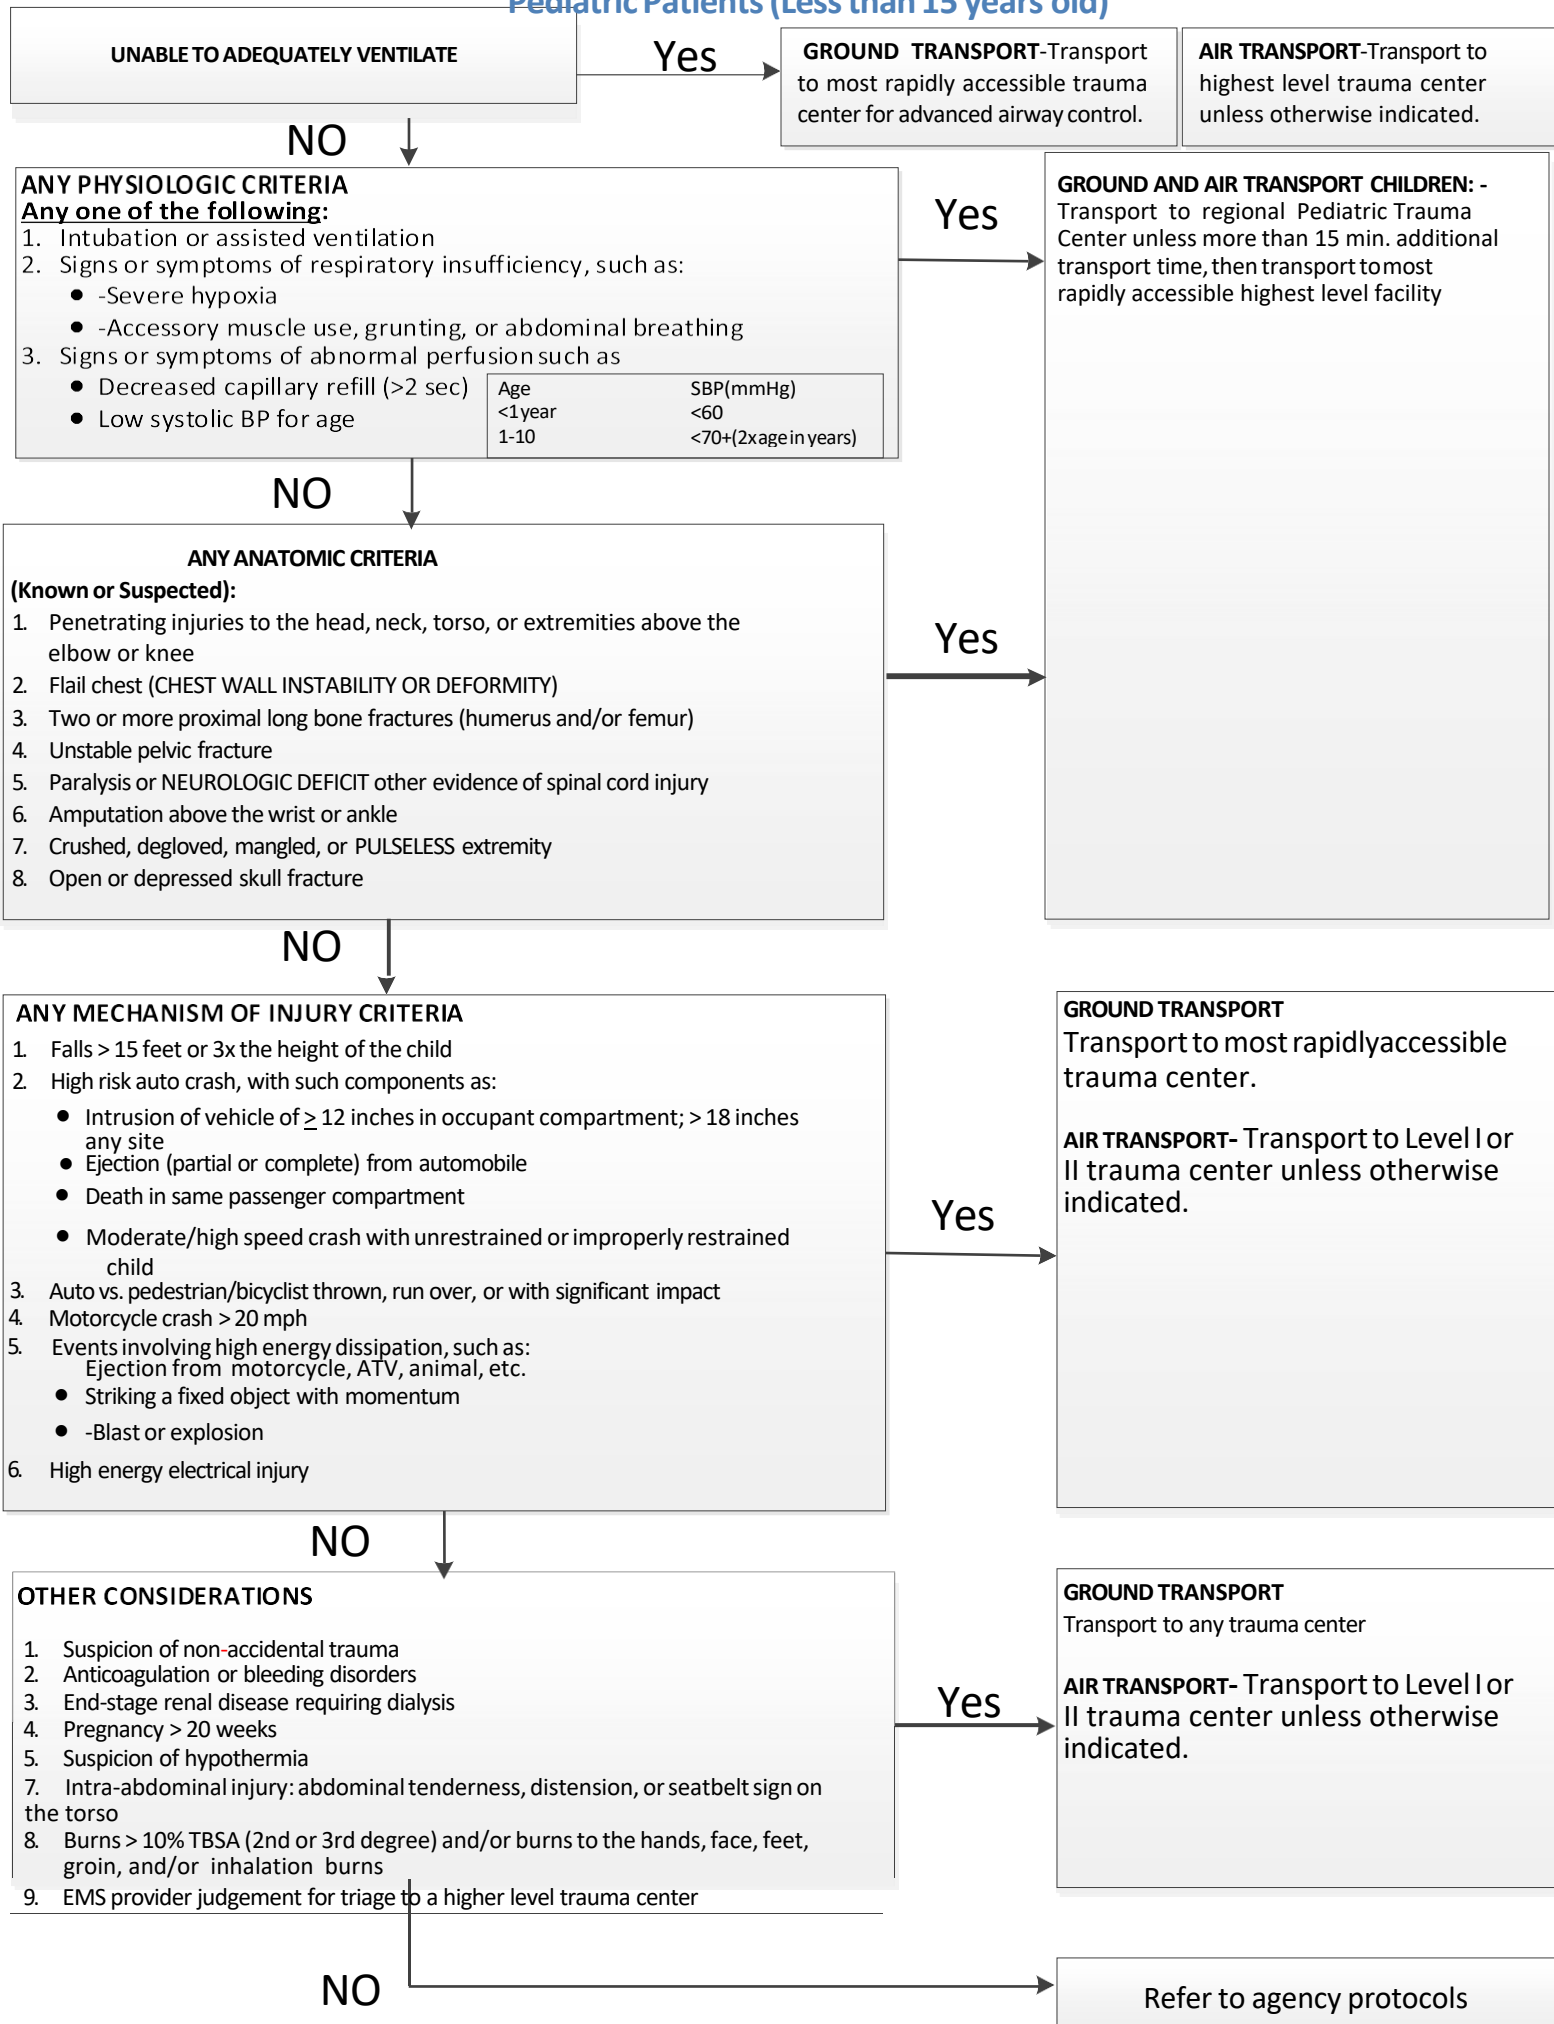 Pediatric Patients (Less than 15 years old)
UNABLE TO ADEQUATELY VENTILATE
Yes
GROUND TRANSPORT-Transport
to most rapidly accessible trauma
center for advanced airway control.
AIR TRANSPORT-Transport to
highest level trauma center
unless otherwise indicated.
NO
ANY PHYSIOLOGIC CRITERIA
Any one of the following:
1. Intubation or assisted ventilation
2. Signs or symptoms of respiratory insufficiency, such as:
● -Severe hypoxia
● -Accessory muscle use, grunting, or abdominal breathing
3. Signs or symptoms of abnormal perfusion such as
● Decreased capillary refill (>2 sec)
● Low systolic BP for age
Age SBP(mmHg)
<1year <60
1-10 <70+(2xage in years)
Yes
GROUND AND AIR TRANSPORT CHILDREN: -
Transport to regional Pediatric Trauma
Center unless more than 15 min. additional
transport time, then transport to most
rapidly accessible highest level facility
NO
ANY ANATOMIC CRITERIA
(Known or Suspected):
1. Penetrating injuries to the head, neck, torso, or extremities above the
elbow or knee
2. Flail chest (CHEST WALL INSTABILITY OR DEFORMITY)
3. Two or more proximal long bone fractures (humerus and/or femur)
4. Unstable pelvic fracture
5. Paralysis or NEUROLOGIC DEFICIT other evidence of spinal cord injury
6. Amputation above the wrist or ankle
7. Crushed, degloved, mangled, or PULSELESS extremity
8. Open or depressed skull fracture
Yes
NO
ANY MECHANISM OF INJURY CRITERIA
1. Falls > 15 feet or 3x the height of the child
2. High risk auto crash, with such components as:
● Intrusion of vehicle of ≥ 12 inches in occupant compartment; > 18 inches
any site
● Ejection (partial or complete) from automobile
● Death in same passenger compartment
● Moderate/high speed crash with unrestrained or improperly restrained
child
3. Auto vs. pedestrian/bicyclist thrown, run over, or with significant impact
4. Motorcycle crash > 20 mph
5. Events involving high energy dissipation, such as:
Ejection from motorcycle, ATV, animal, etc.
● Striking a fixed object with momentum
● -Blast or explosion
6. High energy electrical injury
Yes
GROUND TRANSPORT
Transport to most rapidly accessible
trauma center.
AIR TRANSPORT- Transport to Level I or
II trauma center unless otherwise
indicated.
NO
OTHER CONSIDERATIONS
1. Suspicion of non-accidental trauma
2. Anticoagulation or bleeding disorders
3. End-stage renal disease requiring dialysis
4. Pregnancy > 20 weeks
5. Suspicion of hypothermia
7. Intra-abdominal injury: abdominal tenderness, distension, or seatbelt sign on
the torso
8. Burns > 10% TBSA (2nd or 3rd degree) and/or burns to the hands, face, feet,
groin, and/or inhalation burns
9. EMS provider judgement for triage to a higher level trauma center
Yes
GROUND TRANSPORT
Transport to any trauma center
AIR TRANSPORT- Transport to Level I or
II trauma center unless otherwise
indicated.
NO
Refer to agency protocols